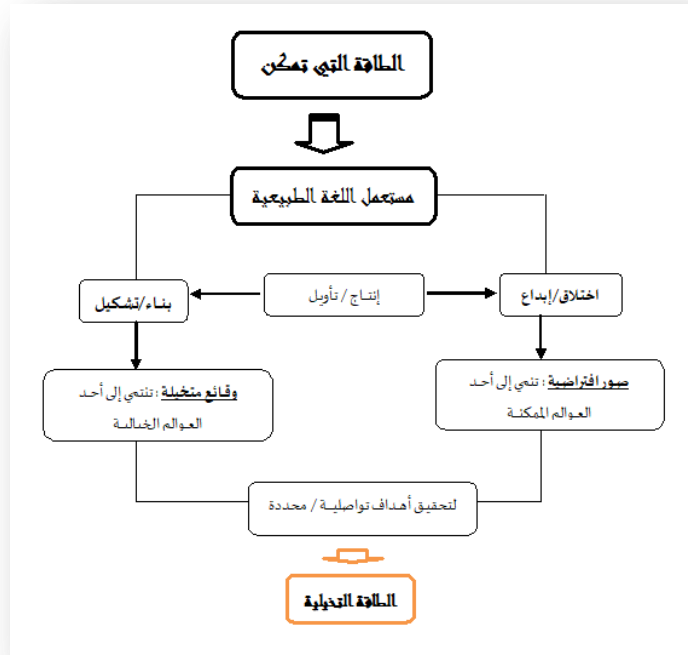 الطاقة التي تمكن
مستعمل اللغة الطبيعية
اختلاق/إبداع
إنتاج / تأويل
بناء/تشكيل
صور افتراضية : تنتمي إلى أحد
العوالم الممكنة
وقائع متخيلة : تنتمي إلى أحد
العوالم الخيالية
لتحقيق أهداف تواصلية / محددة
الطاقة التخيلية